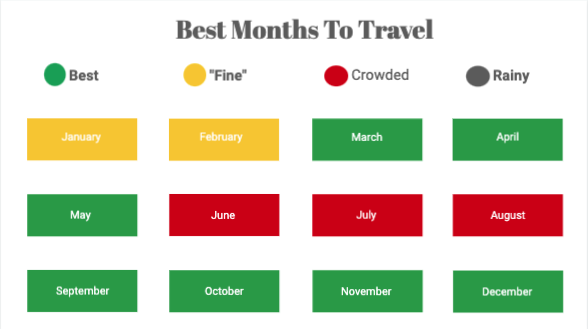 Best Months To Travel
Best "Fine" Crowded Rainy
January February March April
May June July August
September October November December